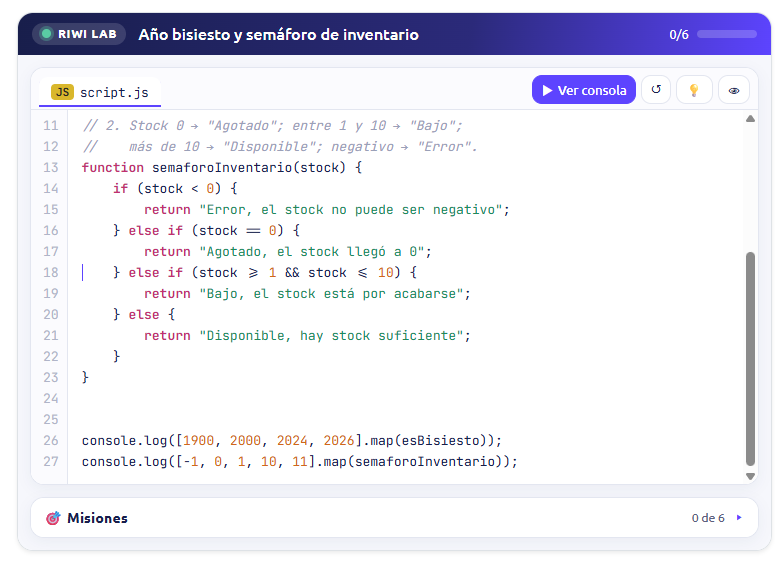 RIWI LAB
Año bisiesto y semáforo de inventario
0/6
JS script.js
Ver consola
11 // 2. Stock 0 → "Agotado"; entre 1 y 10 → "Bajo";
12 //    más de 10 → "Disponible"; negativo → "Error".
13 function semaforoInventario(stock) {
14     if (stock < 0) {
15         return "Error, el stock no puede ser negativo";
16     } else if (stock == 0) {
17         return "Agotado, el stock llegó a 0";
18     } else if (stock >= 1 && stock <= 10) {
19         return "Bajo, el stock está por acabarse";
20     } else {
21         return "Disponible, hay stock suficiente";
22     }
23 }
24
25
26 console.log([1900, 2000, 2024, 2026].map(esBisiesto));
27 console.log([-1, 0, 1, 10, 11].map(semaforoInventario));
Misiones
0 de 6